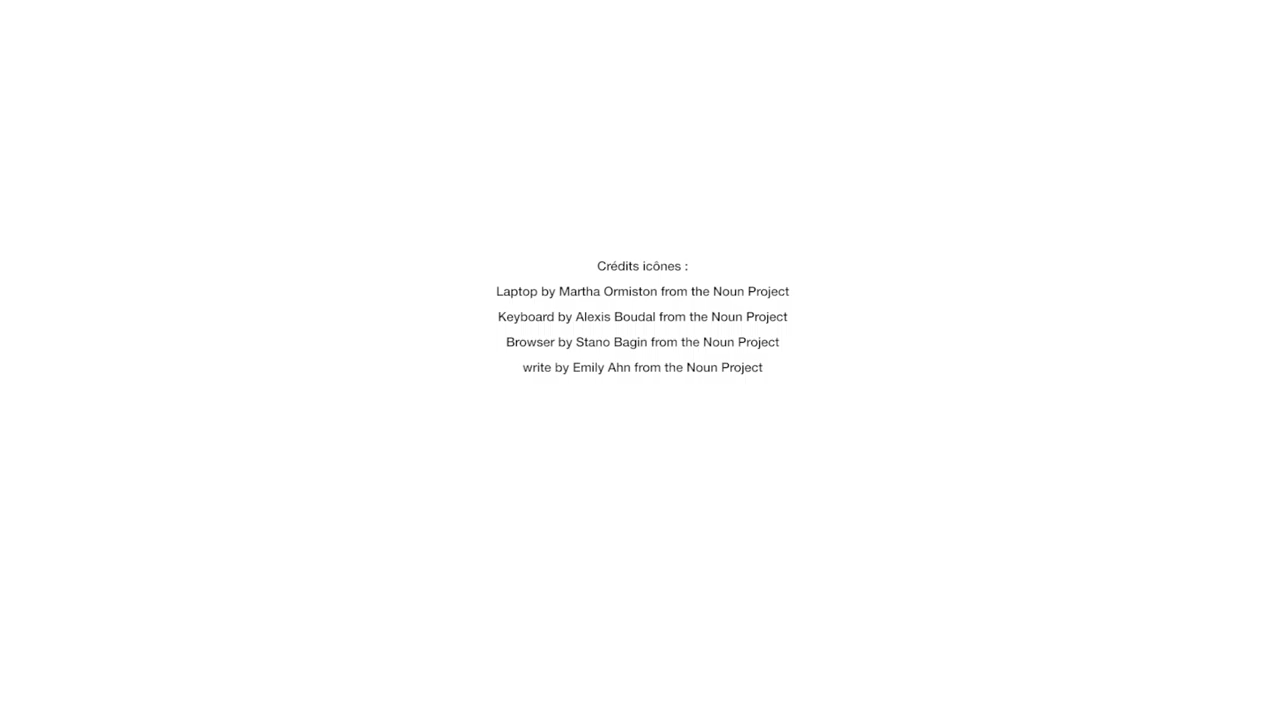 Crédits icônes :
Laptop by Martha Ormiston from the Noun Project
Keyboard by Alexis Boudal from the Noun Project
Browser by Stano Bagin from the Noun Project
write by Emily Ahn from the Noun Project